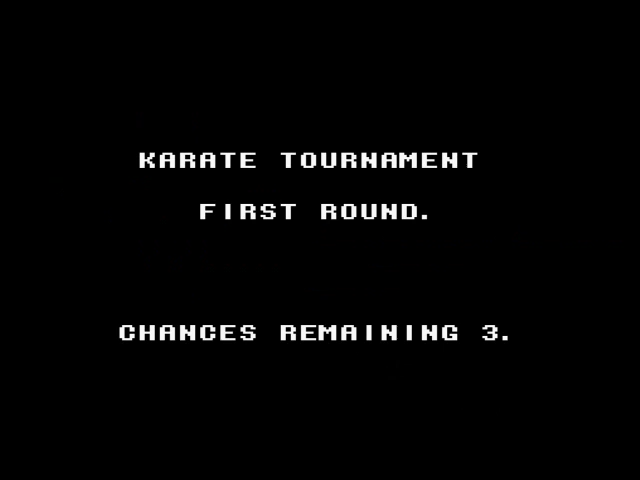 KARATE TOURNAMENT
FIRST ROUND.
CHANCES REMAINING 3.